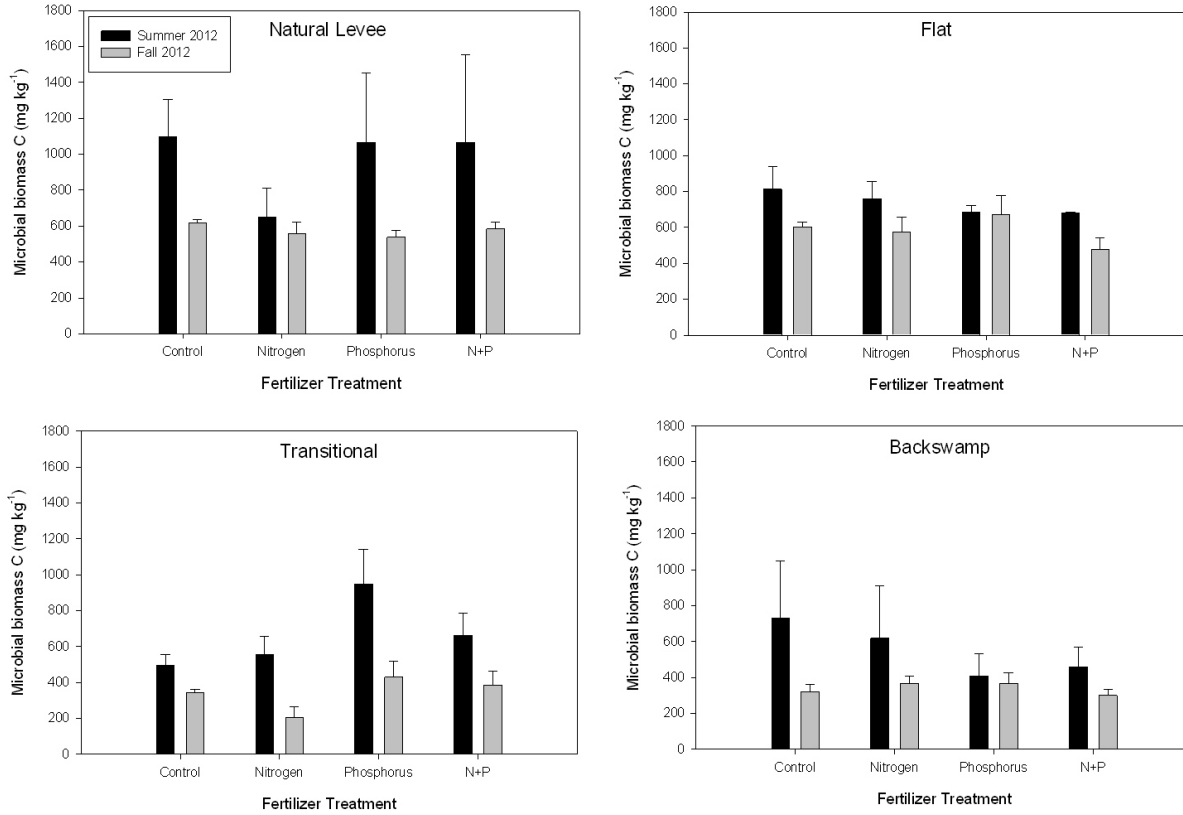 Natural Levee
Summer 2012
Fall 2012
Microbial biomass C (mg kg⁻¹)
1800
1600
1400
1200
1000
800
600
400
200
0
Control Nitrogen Phosphorus N+P
Fertilizer Treatment
Flat
Microbial biomass C (mg kg⁻¹)
1800
1600
1400
1200
1000
800
600
400
200
0
Control Nitrogen Phosphorus N+P
Fertilizer Treatment
Transitional
Microbial biomass C (mg kg⁻¹)
1800
1600
1400
1200
1000
800
600
400
200
0
Control Nitrogen Phosphorus N+P
Fertilizer Treatment
Backswamp
Microbial biomass C (mg kg⁻¹)
1800
1600
1400
1200
1000
800
600
400
200
0
Control Nitrogen Phosphorus N+P
Fertilizer Treatment